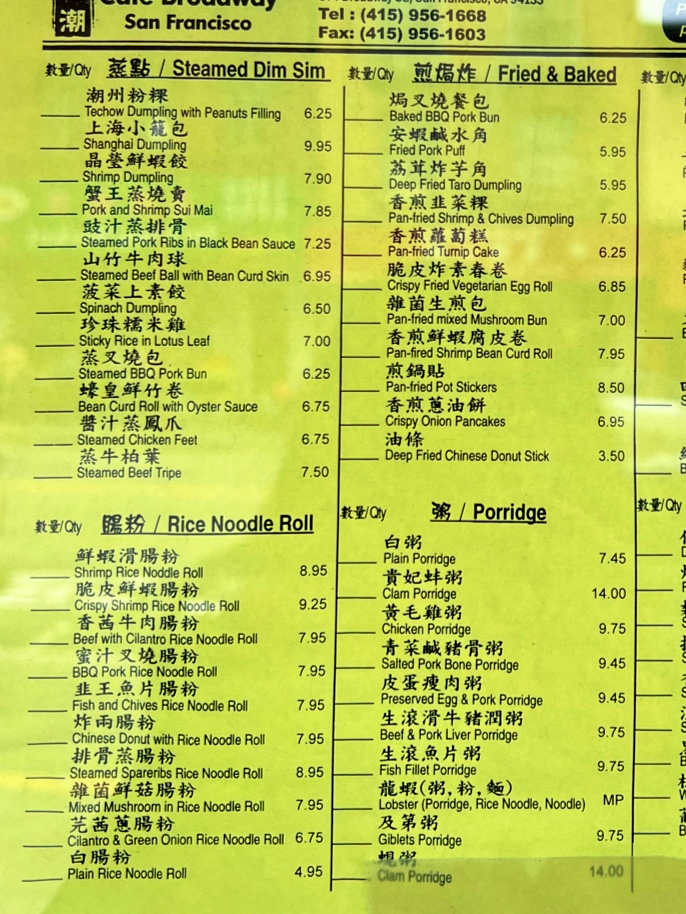 潮
Cafe Broadway
San Francisco
Tel : (415) 956-1668
Fax: (415) 956-1603
數量/Qty 蒸點 / Steamed Dim Sim
潮州粉粿
Techow Dumpling with Peanuts Filling 6.25
上海小籠包
Shanghai Dumpling 9.95
晶瑩鮮蝦餃
Shrimp Dumpling 7.90
蟹王蒸燒賣
Pork and Shrimp Sui Mai 7.85
豉汁蒸排骨
Steamed Pork Ribs in Black Bean Sauce 7.25
山竹牛肉球
Steamed Beef Ball with Bean Curd Skin 6.95
菠菜上素餃
Spinach Dumpling 6.50
珍珠糯米雞
Sticky Rice in Lotus Leaf 7.00
蒸叉燒包
Steamed BBQ Pork Bun 6.25
蠔皇鮮竹卷
Bean Curd Roll with Oyster Sauce 6.75
醬汁蒸鳳爪
Steamed Chicken Feet 6.75
蒸牛柏葉
Steamed Beef Tripe 7.50
數量/Qty 腸粉 / Rice Noodle Roll
鮮蝦滑腸粉
Shrimp Rice Noddle Roll 8.95
脆皮鮮蝦腸粉
Crispy Shrimp Rice Noodle Roll 9.25
香茜牛肉腸粉
Beef with Cilantro Rice Noodle Roll 7.95
蜜汁叉燒腸粉
BBQ Pork Rice Noodle Roll 7.95
韭王魚片腸粉
Fish and Chives Rice Noodle Roll 7.95
炸兩腸粉
Chinese Donut with Rice Noodle Roll 7.95
排骨蒸腸粉
Steamed Spareribs Rice Noodle Roll 8.95
雜菌鮮菇腸粉
Mixed Mushroom in Rice Noodle Roll 7.95
芫茜蔥腸粉
Cilantro & Green Onion Rice Noodle Roll 6.75
白腸粉
Plain Rice Noodle Roll 4.95
數量/Qty 煎焗炸 / Fried & Baked
焗叉燒餐包
Baked BBQ Pork Bun 6.25
安蝦鹹水角
Fried Pork Puff 5.95
荔茸炸芋角
Deep Fried Taro Dumpling 5.95
香煎韭菜粿
Pan-fried Shrimp & Chives Dumpling 7.50
香煎蘿蔔糕
Pan-fried Turnip Cake 6.25
脆皮炸素春卷
Crispy Fried Vegetarian Egg Roll 6.85
雜菌生煎包
Pan-fried mixed Mushroom Bun 7.00
香煎鮮蝦腐皮卷
Pan-fired Shrimp Bean Curd Roll 7.95
煎鍋貼
Pan-fried Pot Stickers 8.50
香煎蔥油餅
Crispy Onion Pancakes 6.95
油條
Deep Fried Chinese Donut Stick 3.50
數量/Qty 粥 / Porridge
白粥
Plain Porridge 7.45
貴妃蚌粥
Clam Porridge 14.00
黃毛雞粥
Chicken Porridge 9.75
青菜鹹豬骨粥
Salted Pork Bone Porridge 9.45
皮蛋瘦肉粥
Preserved Egg & Pork Porridge 9.45
生滾滑牛豬潤粥
Beef & Pork Liver Porridge 9.75
生滾魚片粥
Fish Fillet Porridge 9.75
龍蝦(粥,粉,麵)
Lobster (Porridge, Rice Noodle, Noodle) MP
及第粥
Giblets Porridge 9.75
蜆粥
Clam Porridge 14.00
數量/Qty
數量/Qty